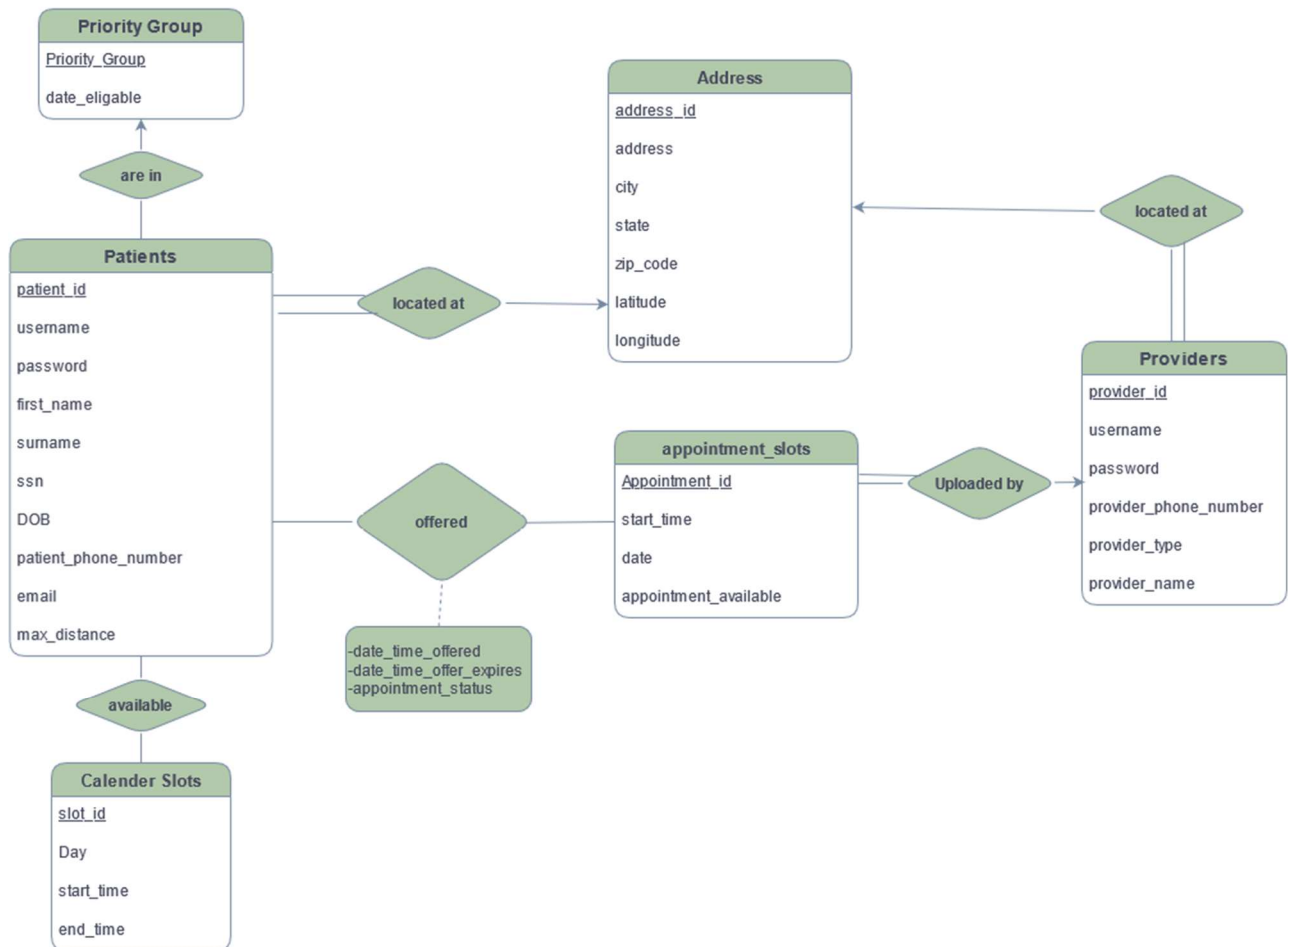 Priority Group
Priority_Group
date_eligable
are in
Patients
patient_id
username
password
first_name
surname
ssn
DOB
patient_phone_number
email
max_distance
available
Calender Slots
slot_id
Day
start_time
end_time
located at
offered
-date_time_offered
-date_time_offer_expires
-appointment_status
Address
address_id
address
city
state
zip_code
latitude
longitude
appointment_slots
Appointment_id
start_time
date
appointment_available
Uploaded by
located at
Providers
provider_id
username
password
provider_phone_number
provider_type
provider_name